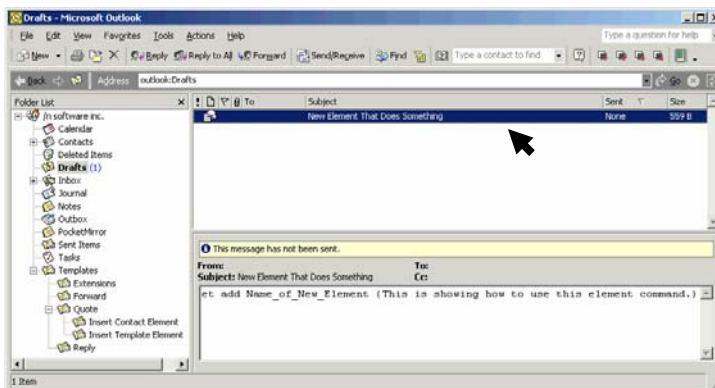 Drafts - Microsoft Outlook
File Edit View Favorites Tools Actions Help
Type a question for help
New Reply Reply to All Forward Send/Receive Find Type a contact to find
Back Address outlook:Drafts Go
Folder List
! To Subject Sent Size
/n software inc.
New Element That Does Something None 559 B
Calendar
Contacts
Deleted Items
Drafts (1)
Inbox
Journal
Notes
Outbox
PocketMirror
Sent Items
Tasks
Templates
Extensions
Forward
Quote
Insert Contact Element
Insert Template Element
Reply
This message has not been sent.
From: To:
Subject: New Element That Does Something Cc:
et add Name_of_New_Element (This is showing how to use this element command.)
1 Item